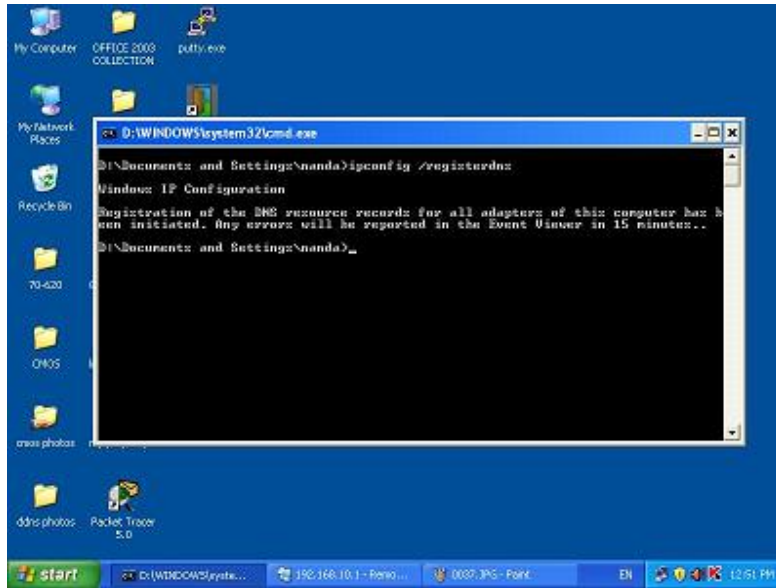 My Computer
OFFICE 2003
COLLECTION
putty.exe
My Network
Places
D:\WINDOWS\system32\cmd.exe
D:\Documents and Settings\nanda>ipconfig /registerdns
Windows IP Configuration
Recycle Bin
Registration of the DNS resource records for all adapters of this computer has b
een initiated. Any errors will be reported in the Event Viewer in 15 minutes..
D:\Documents and Settings\nanda>_
70-620
CMOS
cmos photos
ddns photos
Packet Tracer
5.0
start
D:\WINDOWS\syste...
192.168.10.1 - Remo...
0037.JPG - Paint
EN
12:51 PM